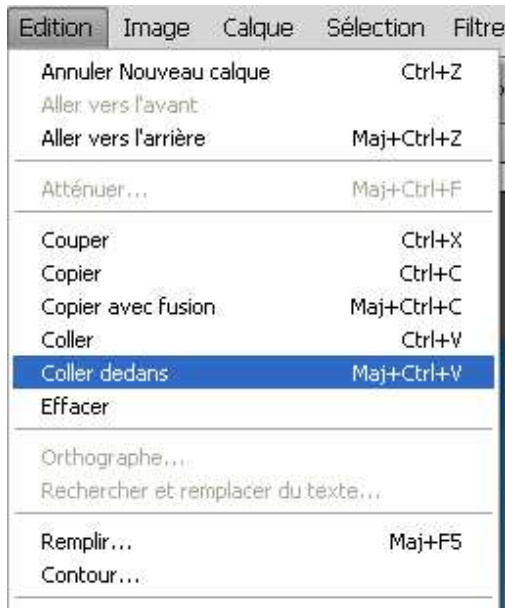 Edition Image Calque Sélection Filtre
Annuler Nouveau calque Ctrl+Z
Aller vers l'avant
Aller vers l'arrière Maj+Ctrl+Z
Atténuer... Maj+Ctrl+F
Couper Ctrl+X
Copier Ctrl+C
Copier avec fusion Maj+Ctrl+C
Coller Ctrl+V
Coller dedans Maj+Ctrl+V
Effacer
Orthographe...
Rechercher et remplacer du texte...
Remplir... Maj+F5
Contour...